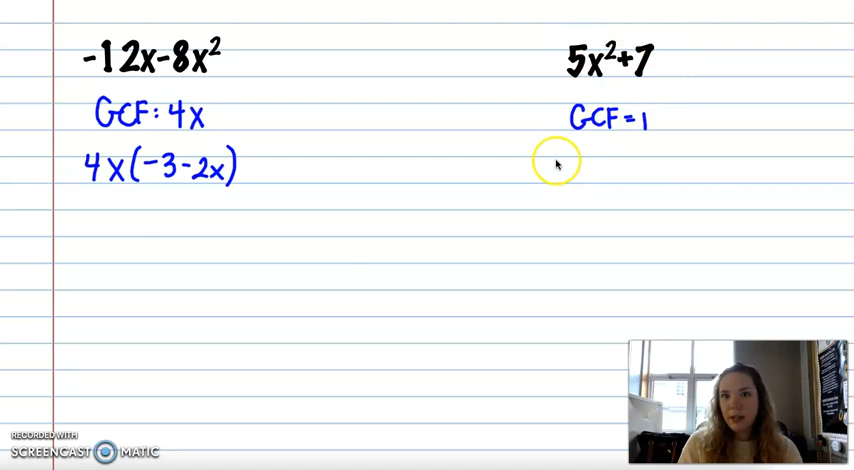 -12x-8x²
GCF: 4x
4x(-3-2x)
5x²+7
GCF=1
RECORDED WITH
SCREENCAST MATIC